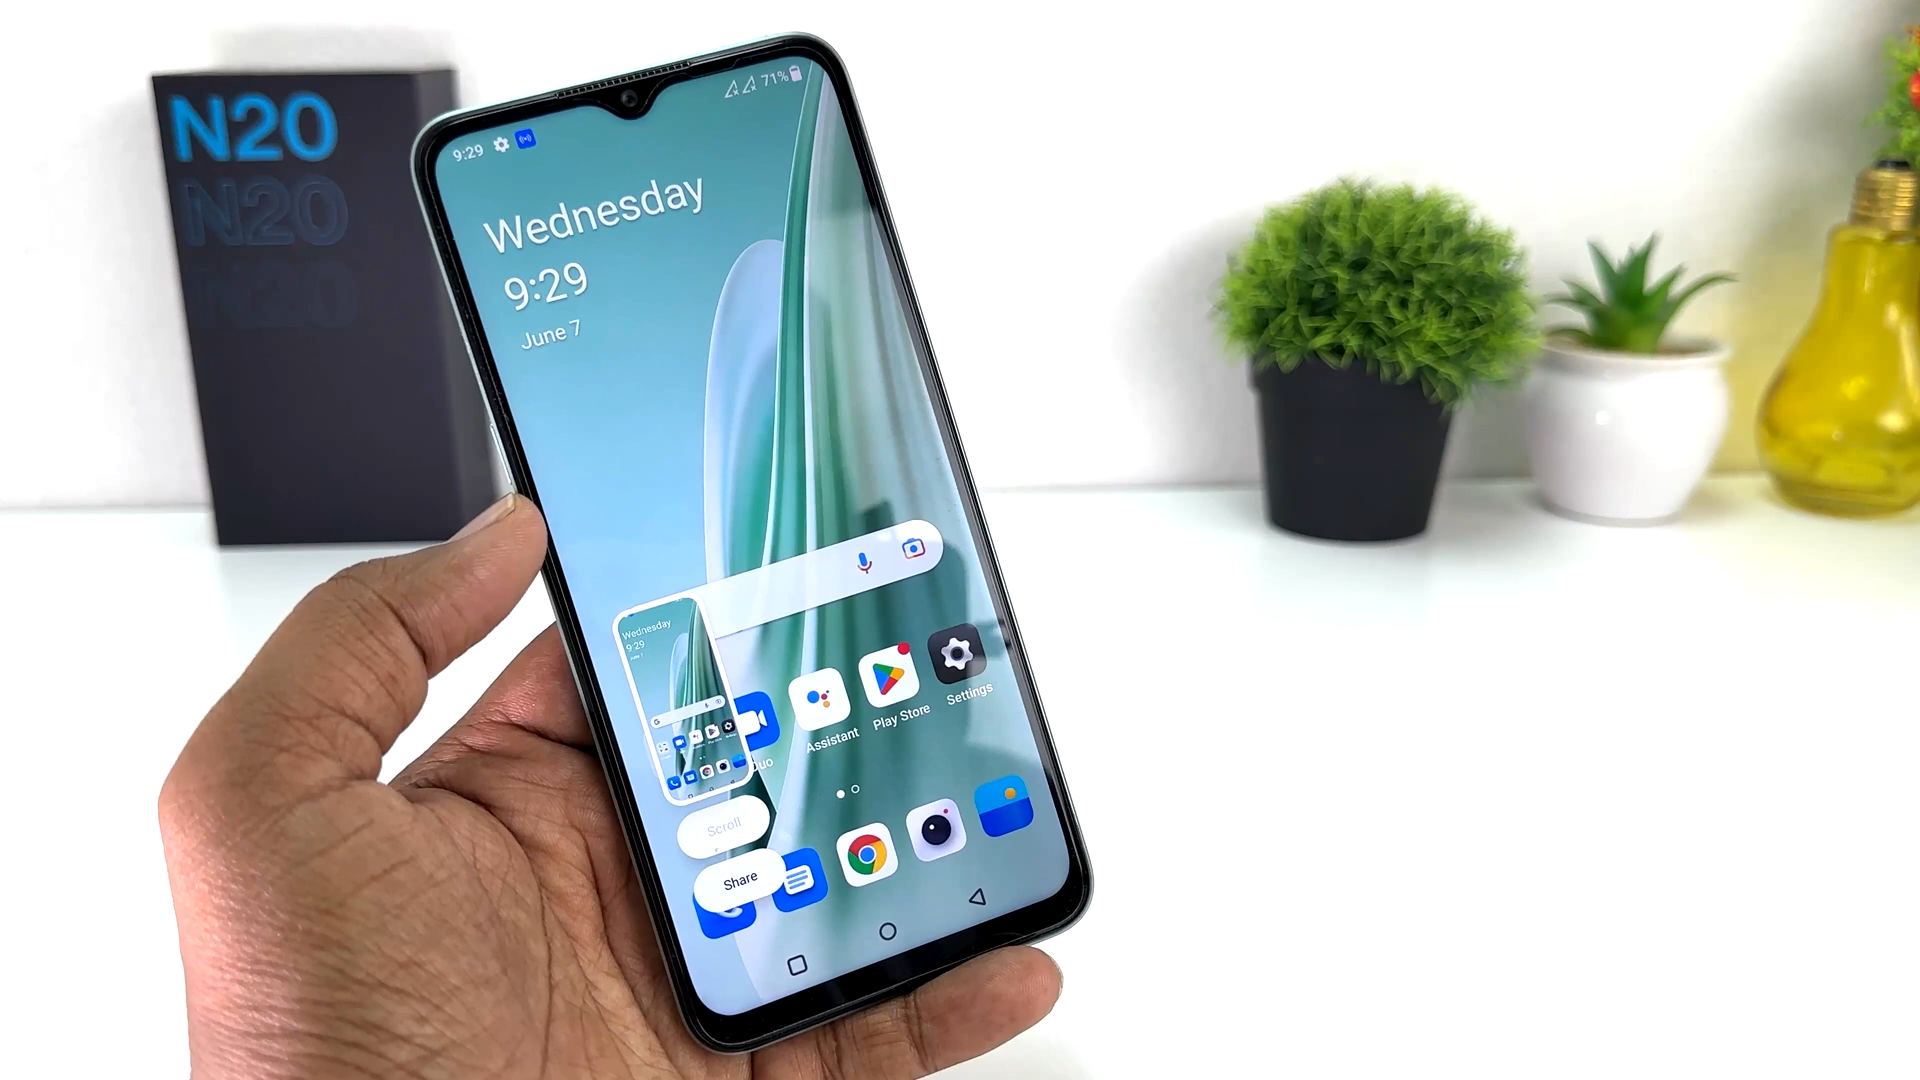 N20
N20
N20
9:29
71%
Wednesday
9:29
June 7
Wednesday
9:29
Duo
Assistant
Play Store
Settings
Scroll
Share